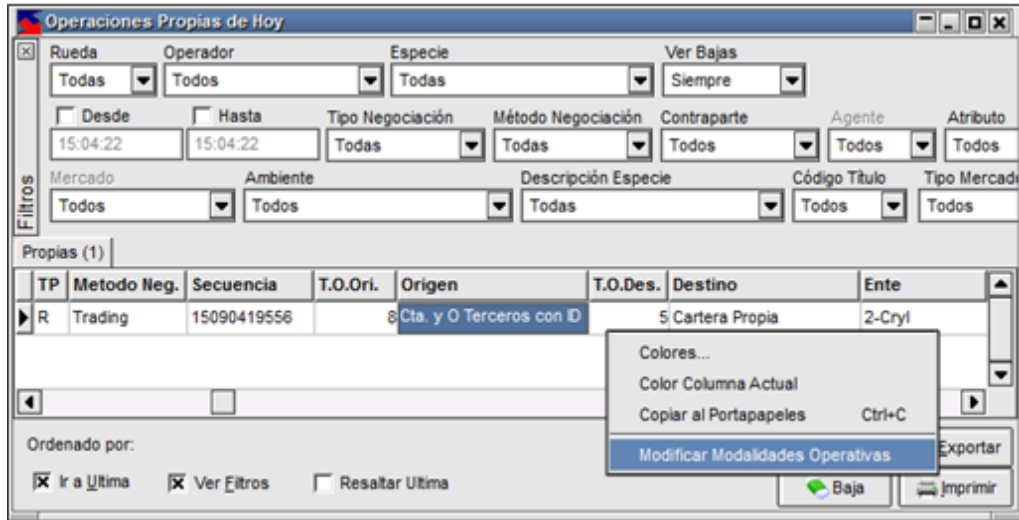 Operaciones Propias de Hoy
Rueda Operador Especie Ver Bajas
Todas Todos Todas Siempre
Desde Hasta Tipo Negociación Método Negociación Contraparte Agente Atributo
15:04:22 15:04:22 Todas Todas Todos Todos Todos
Filtros
Mercado Ambiente Descripción Especie Código Título Tipo Mercado
Todos Todos Todas Todos Todos
Propias (1)
TP Metodo Neg. Secuencia T.O.Ori. Origen T.O.Des. Destino Ente
R Trading 15090419556 8 Cta. y O Terceros con ID 5 Cartera Propia 2-Cryl
Colores...
Color Columna Actual
Copiar al Portapapeles Ctrl+C
Modificar Modalidades Operativas
Ordenado por:
Exportar
Ir a Ultima Ver Filtros Resaltar Ultima Baja Imprimir